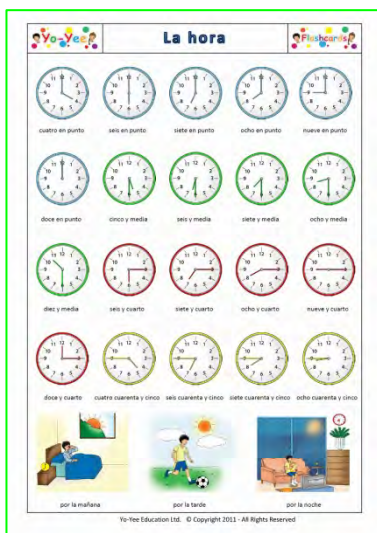 Yo-Yee La hora Flashcards
cuatro en punto seis en punto siete en punto ocho en punto nueve en punto
doce en punto cinco y media seis y media siete y media ocho y media
diez y media seis y cuarto siete y cuarto ocho y cuarto nueve y cuarto
doce y cuarto cuatro cuarenta y cinco seis cuarenta y cinco siete cuarenta y cinco ocho cuarenta y cinco
por la mañana por la tarde por la noche
Yo-Yee Education Ltd. © Copyright 2011 - All Rights Reserved